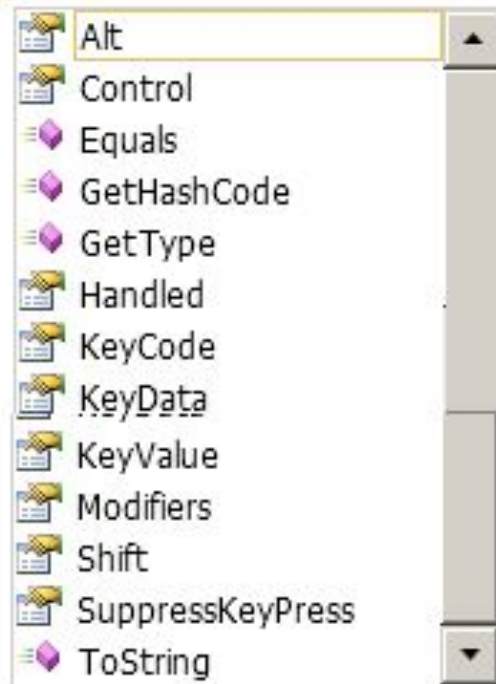 Alt
Control
Equals
GetHashCode
GetType
Handled
KeyCode
KeyData
KeyValue
Modifiers
Shift
SuppressKeyPress
ToString